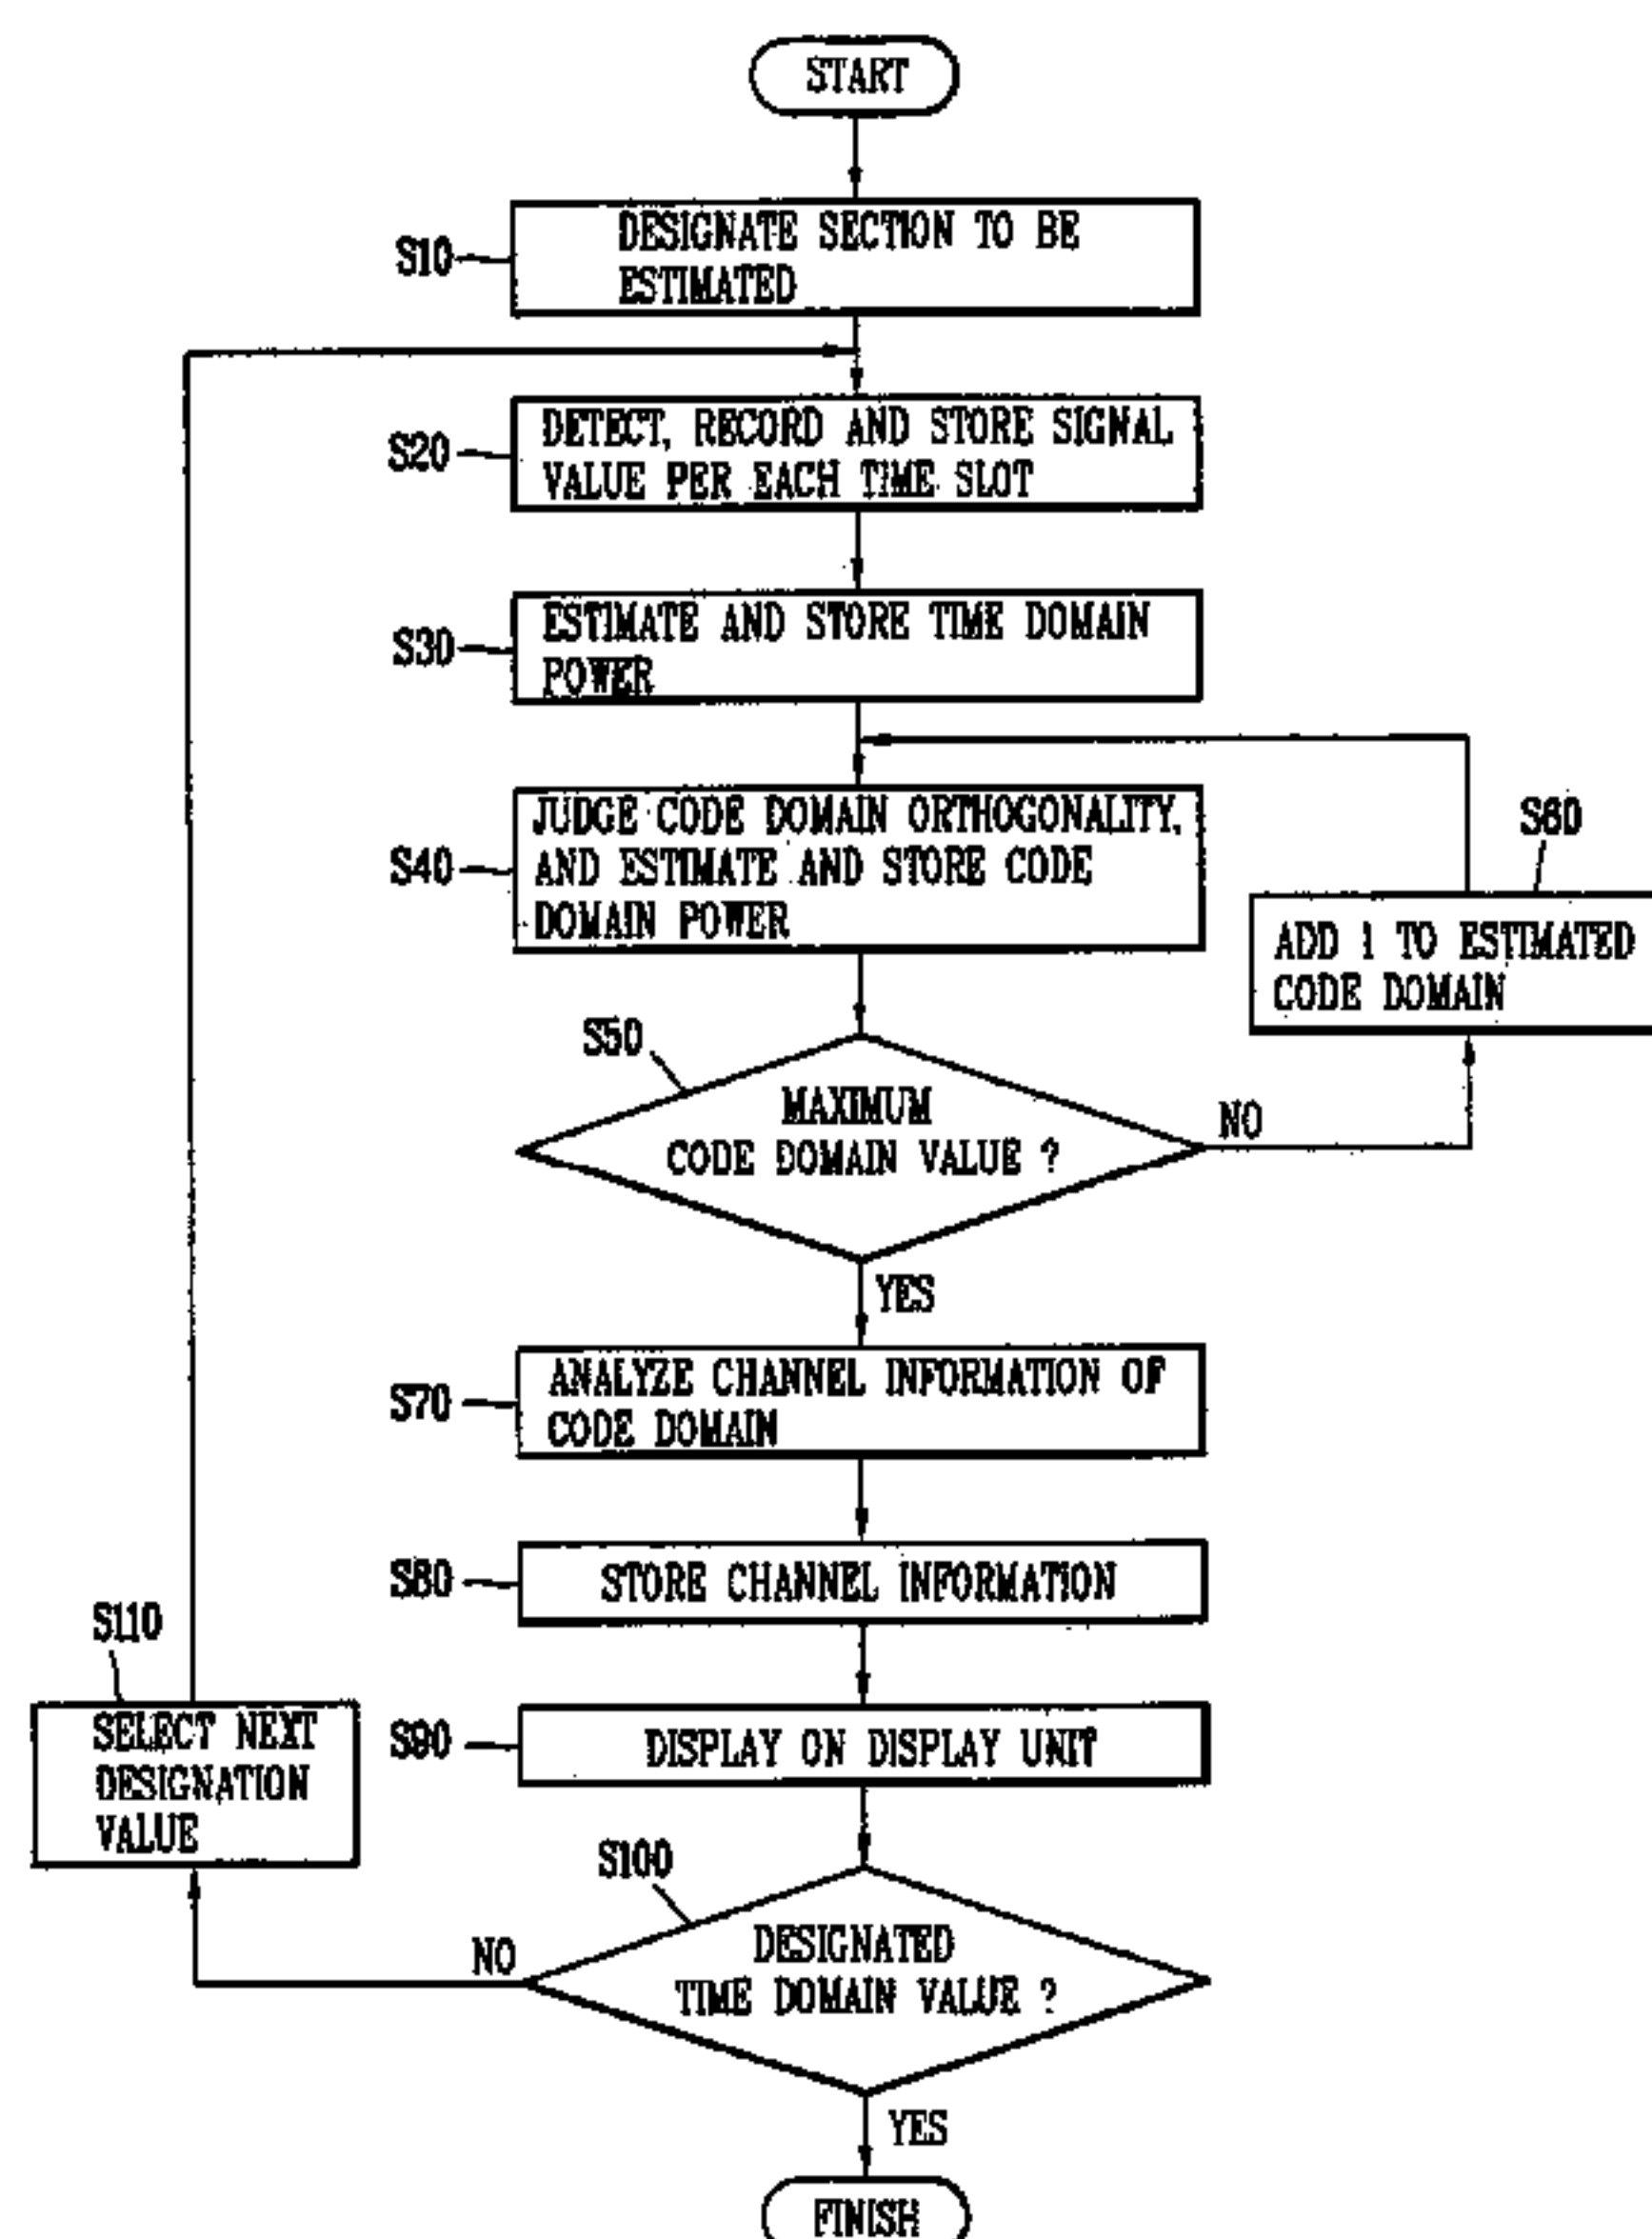 START
S10
DESIGNATE SECTION TO BE
ESTIMATED
S20
DETECT, RECORD AND STORE SIGNAL
VALUE PER EACH TIME SLOT
S30
ESTIMATE AND STORE TIME DOMAIN
POWER
S40
JUDGE CODE DOMAIN ORTHOGONALITY,
AND ESTIMATE AND STORE CODE
DOMAIN POWER
S60
ADD 1 TO ESTIMATED
CODE DOMAIN
S50
MAXIMUM
CODE DOMAIN VALUE ?
NO
YES
S70
ANALYZE CHANNEL INFORMATION OF
CODE DOMAIN
S80
STORE CHANNEL INFORMATION
S110
SELECT NEXT
DESIGNATION
VALUE
S90
DISPLAY ON DISPLAY UNIT
S100
DESIGNATED
TIME DOMAIN VALUE ?
NO
YES
FINISH